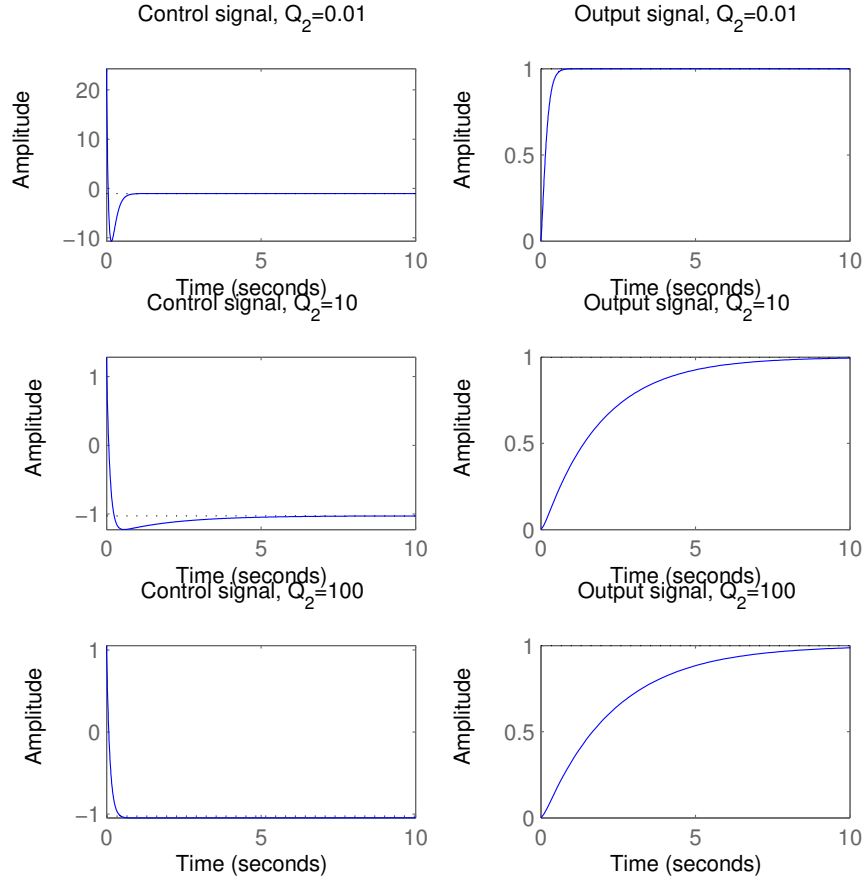 Control signal, Q2=0.01
Amplitude
20
10
0
−10
0
5
10
Time (seconds)
Output signal, Q2=0.01
Amplitude
1
0.5
0
0
5
10
Time (seconds)
Control signal, Q2=10
Amplitude
1
0
−1
0
5
10
Time (seconds)
Output signal, Q2=10
Amplitude
1
0.5
0
0
5
10
Time (seconds)
Control signal, Q2=100
Amplitude
1
0
−1
0
5
10
Time (seconds)
Output signal, Q2=100
Amplitude
1
0.5
0
0
5
10
Time (seconds)